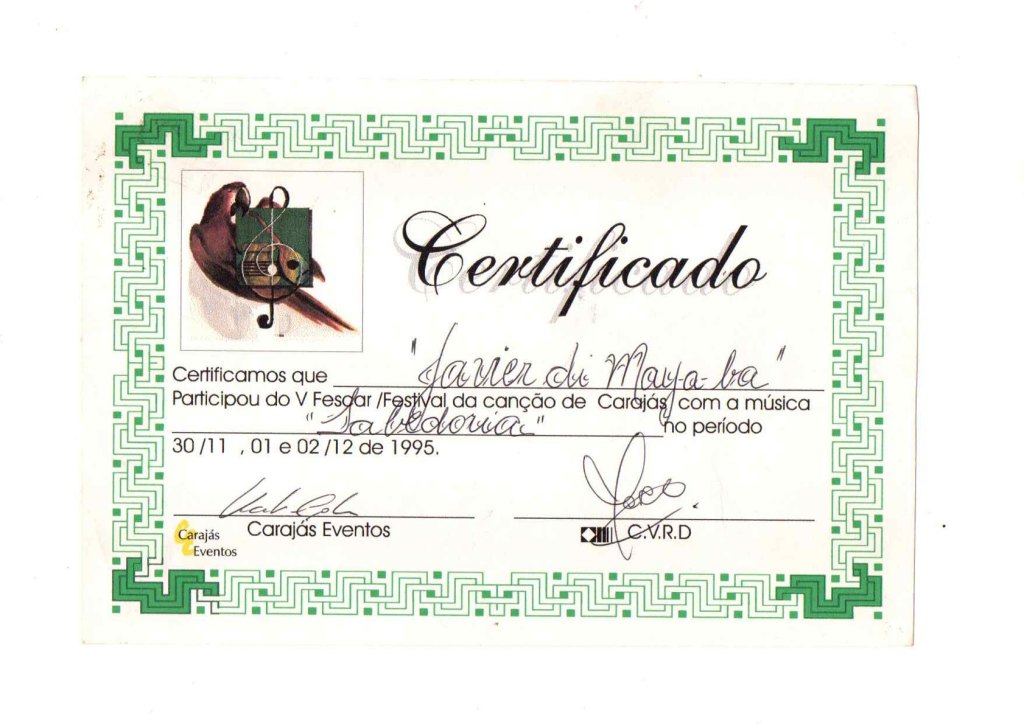 Certificado
Certificamos que "Javier di Maya-ba"
Participou do V Fescar /Festival da canção de Carajás com a música
"Sabedoria" no período
30/11 , 01 e 02/12 de 1995.
Carajás Eventos
Carajás Eventos
C.V.R.D